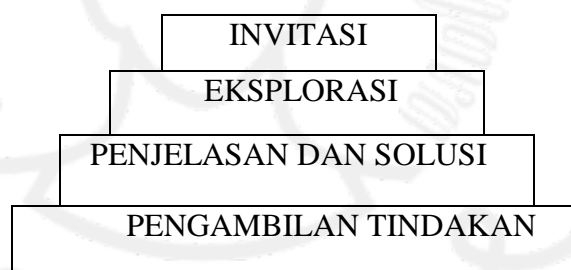 INVITASI
EKSPLORASI
PENJELASAN DAN SOLUSI
PENGAMBILAN TINDAKAN